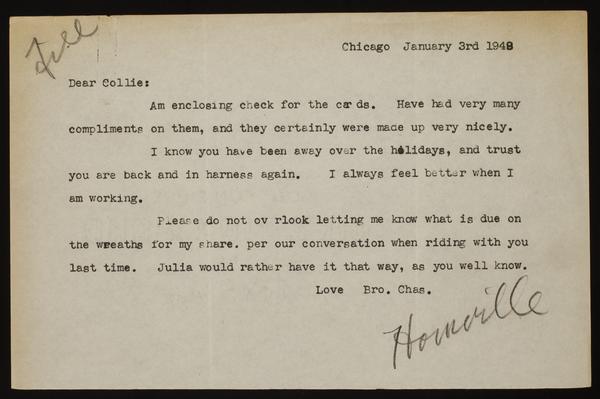 File
Chicago January 3rd 1948
Dear Collie:
Am enclosing check for the cards. Have had very many
compliments on them, and they certainly were made up very nicely.
I know you have been away over the holidays, and trust
you are back and in harness again. I always feel better when I
am working.
Please do not ov rlook letting me know what is due on
the wreaths for my share. per our conversation when riding with you
last time. Julia would rather have it that way, as you well know.
Love Bro. Chas.